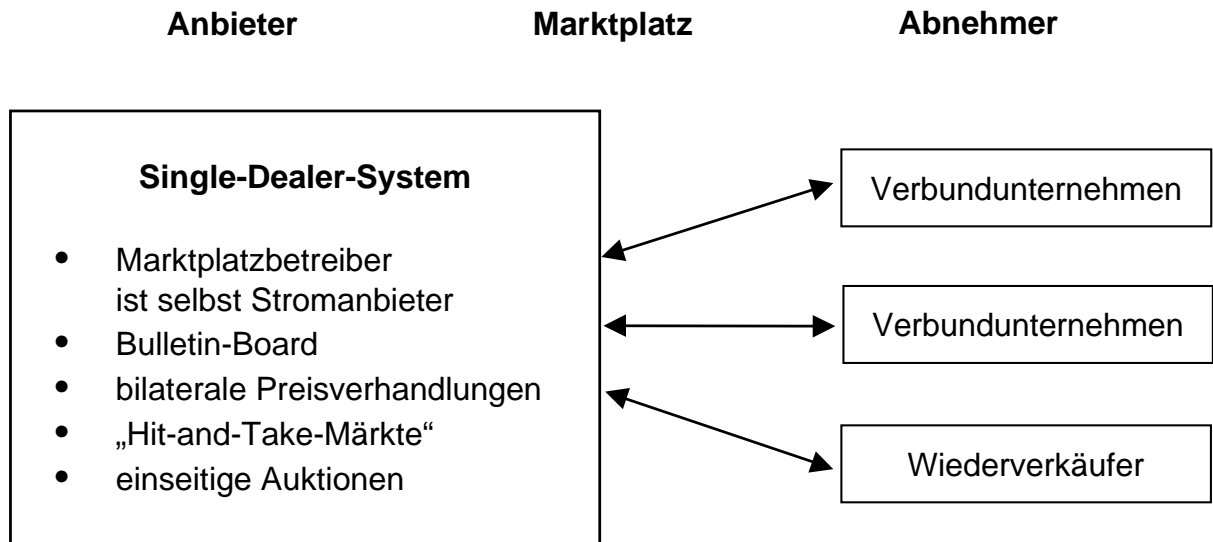 Anbieter Marktplatz Abnehmer
Single-Dealer-System
• Marktplatzbetreiber
ist selbst Stromanbieter
• Bulletin-Board
• bilaterale Preisverhandlungen
• „Hit-and-Take-Märkte“
• einseitige Auktionen
Verbundunternehmen
Verbundunternehmen
Wiederverkäufer